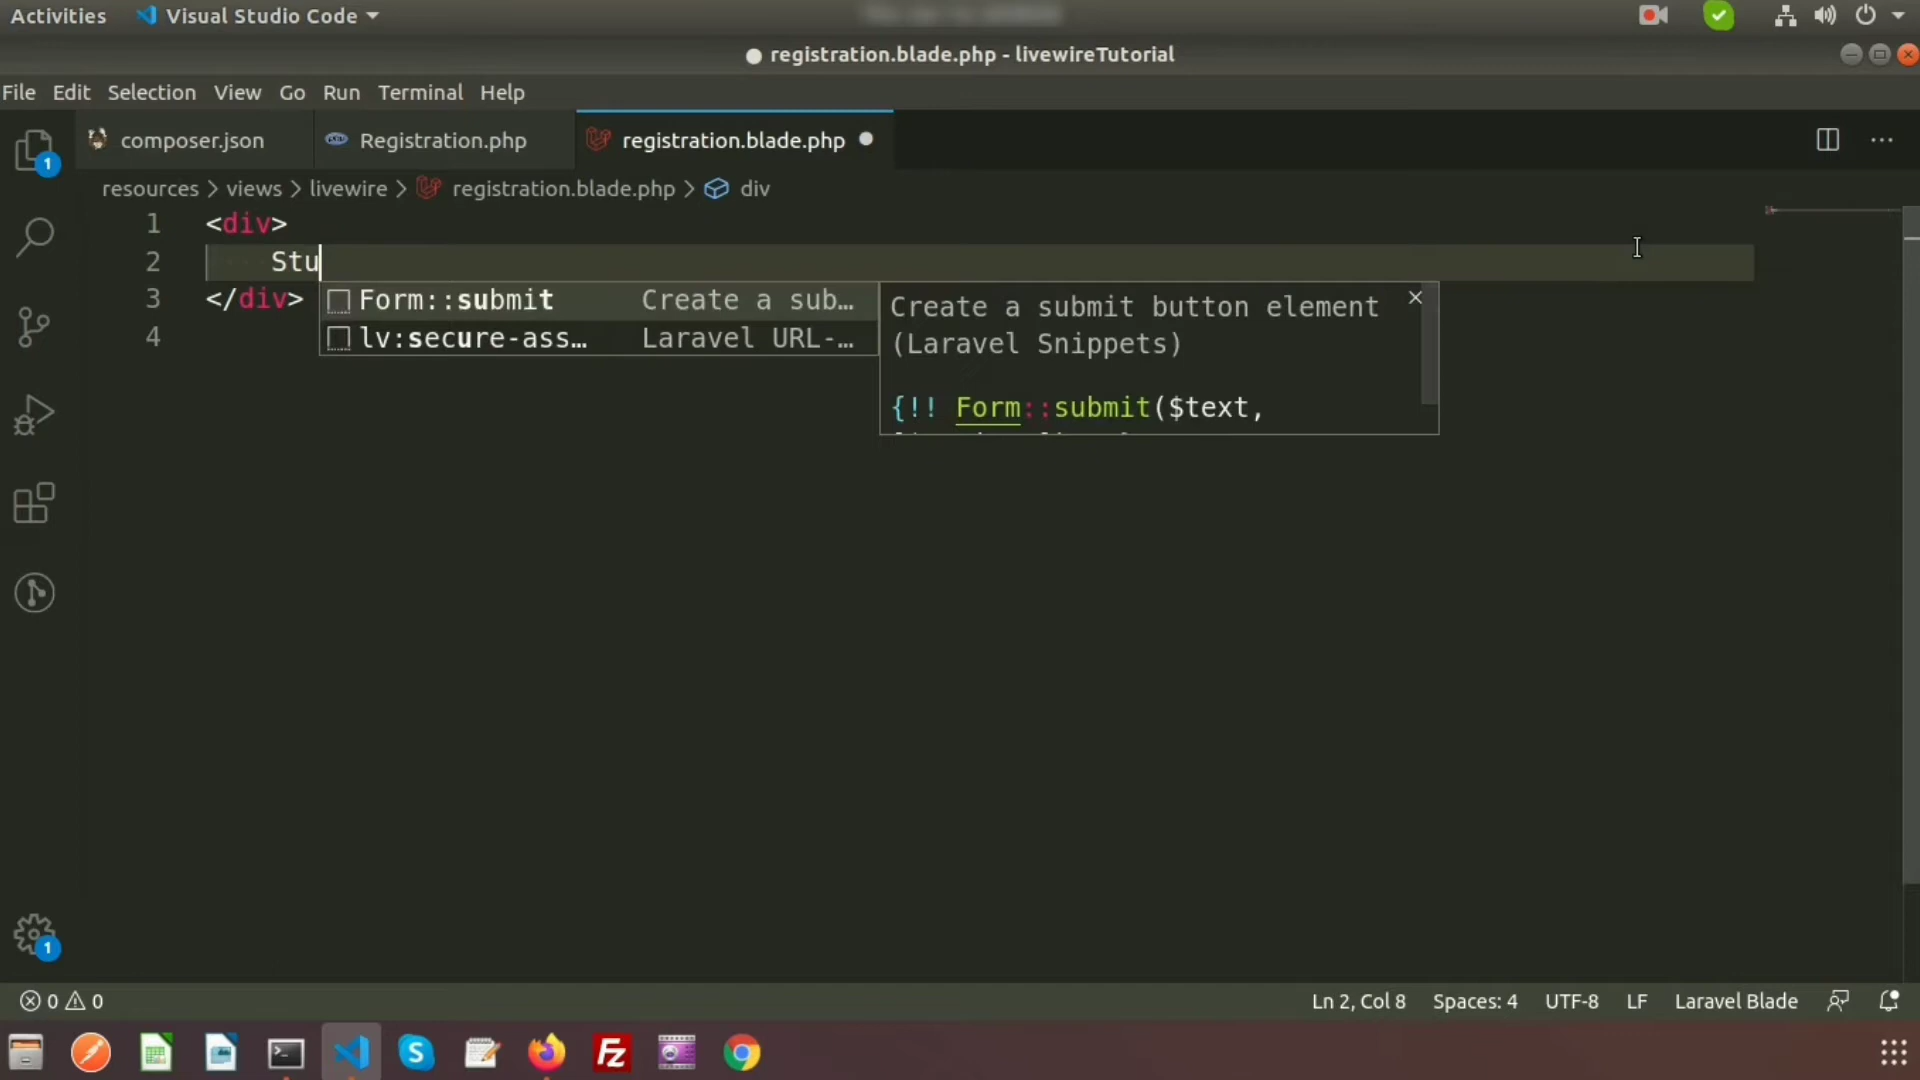 Activities Visual Studio Code
registration.blade.php - livewireTutorial
File Edit Selection View Go Run Terminal Help
1 composer.json Registration.php registration.blade.php
resources > views > livewire > registration.blade.php > div
1 <div>
2 Stu
3 </div>
4
Form::submit Create a sub…
lv:secure-ass… Laravel URL-…
Create a submit button element
(Laravel Snippets)
{!! Form::submit($text,
1
0 0 Ln 2, Col 8 Spaces: 4 UTF-8 LF Laravel Blade
S Fz